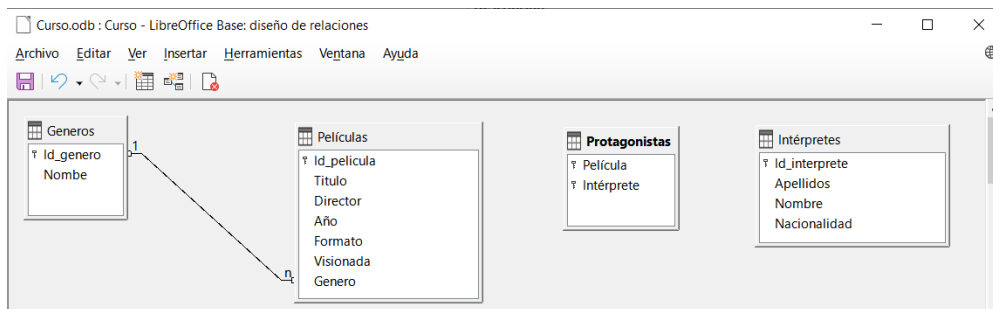 Curso.odb : Curso - LibreOffice Base: diseño de relaciones
Archivo Editar Ver Insertar Herramientas Ventana Ayuda
Generos
Id_genero
Nombe
1
n
Películas
Id_pelicula
Titulo
Director
Año
Formato
Visionada
Genero
Protagonistas
Película
Intérprete
Intérpretes
Id_interprete
Apellidos
Nombre
Nacionalidad